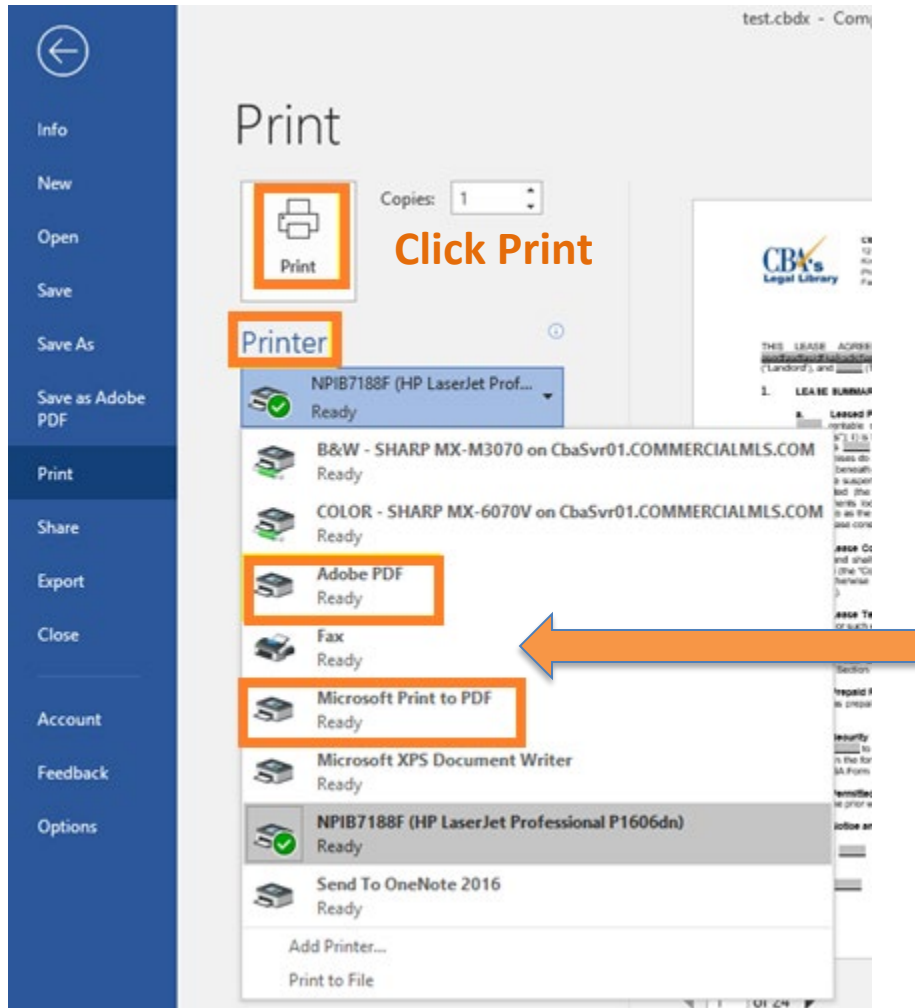 test.cbdx - Com
Info
New
Open
Save
Save As
Save as Adobe
PDF
Print
Share
Export
Close
Account
Feedback
Options
Print
Copies: 1
Print
Click Print
Printer
NPIB7188F (HP LaserJet Prof...
Ready
B&W - SHARP MX-M3070 on CbaSvr01.COMMERCIALMLS.COM
Ready
COLOR - SHARP MX-6070V on CbaSvr01.COMMERCIALMLS.COM
Ready
Adobe PDF
Ready
Fax
Ready
Microsoft Print to PDF
Ready
Microsoft XPS Document Writer
Ready
NPIB7188F (HP LaserJet Professional P1606dn)
Ready
Send To OneNote 2016
Ready
Add Printer...
Print to File
CBA's
Legal Library
THIS LEASE AGREE
("Landlord"), and
1. LEASE SUMMAR
a. Leased P
1 of 24